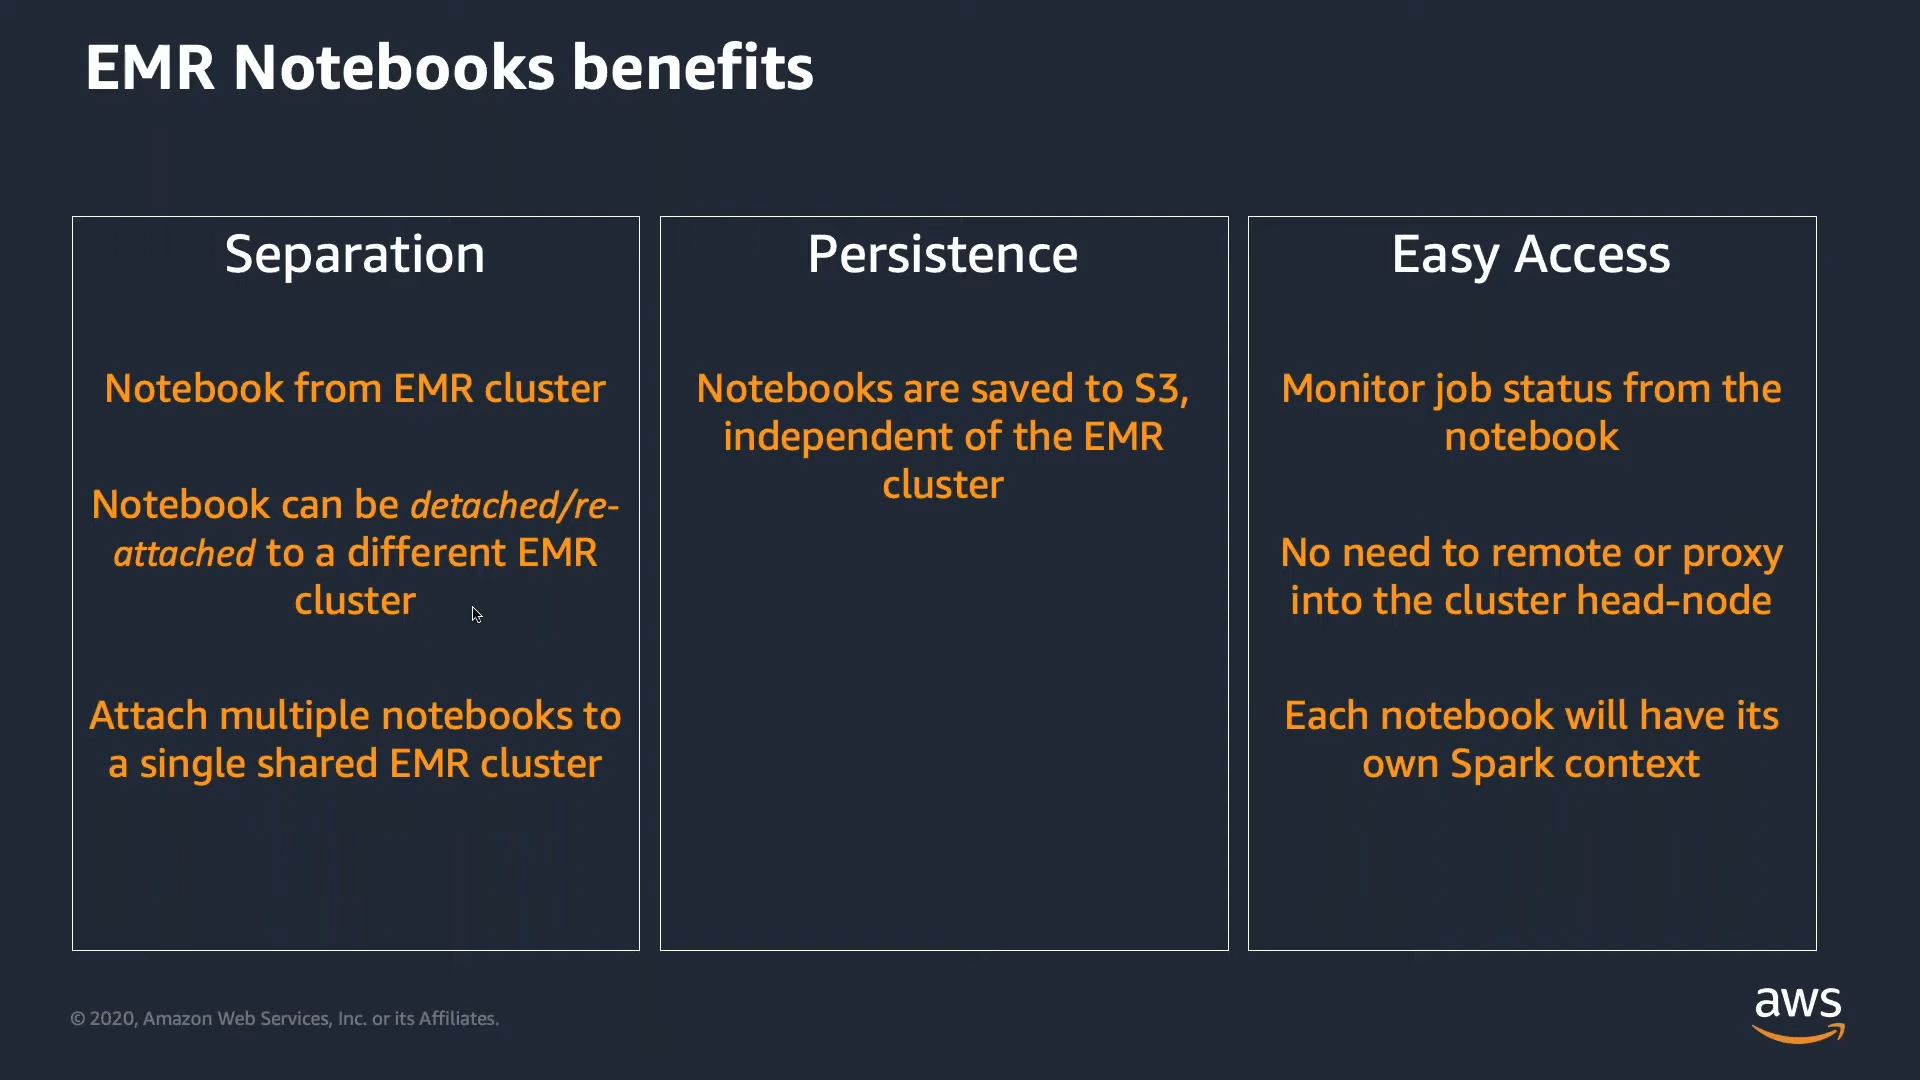 EMR Notebooks benefits
Separation
Notebook from EMR cluster
Notebook can be detached/re-
attached to a different EMR
cluster
Attach multiple notebooks to
a single shared EMR cluster
Persistence
Notebooks are saved to S3,
independent of the EMR
cluster
Easy Access
Monitor job status from the
notebook
No need to remote or proxy
into the cluster head-node
Each notebook will have its
own Spark context
© 2020, Amazon Web Services, Inc. or its Affiliates.
aws